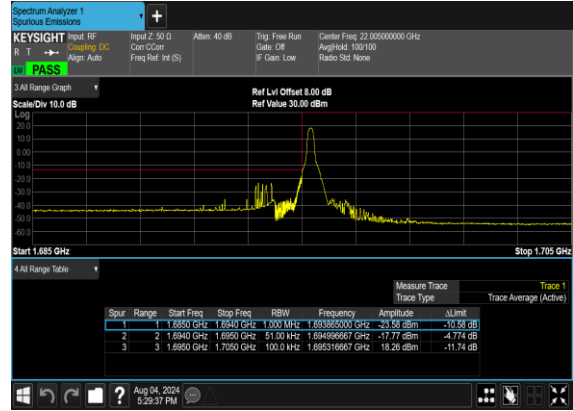 Spectrum Analyzer 1
Spurious Emissions
KEYSIGHT Input: RF Input Z: 50 Ω Atten: 40 dB Trig: Free Run Center Freq: 22.005000000 GHz
R T Coupling: DC Corr CCorr Gate: Off Avg|Hold: 100/100
Align: Auto Freq Ref: Int (S) IF Gain: Low Radio Std: None
PASS
3 All Range Graph
Ref Lvl Offset 8.00 dB
Scale/Div 10.0 dB Ref Value 30.00 dBm
Log
20.0
10.0
0.00
-10.0
-20.0
-30.0
-40.0
-50.0
-60.0
Start 1.685 GHz Stop 1.705 GHz
4 All Range Table
Measure Trace Trace 1
Trace Type Trace Average (Active)
Spur Range Start Freq Stop Freq RBW Frequency Amplitude ΔLimit
1 1 1.6850 GHz 1.6940 GHz 1.000 MHz 1.693865000 GHz -23.58 dBm -10.58 dB
2 2 1.6940 GHz 1.6950 GHz 51.00 kHz 1.694996667 GHz -17.77 dBm -4.774 dB
3 3 1.6950 GHz 1.7050 GHz 100.0 kHz 1.695316667 GHz 18.26 dBm -11.74 dB
? Aug 04, 2024
5:29:37 PM